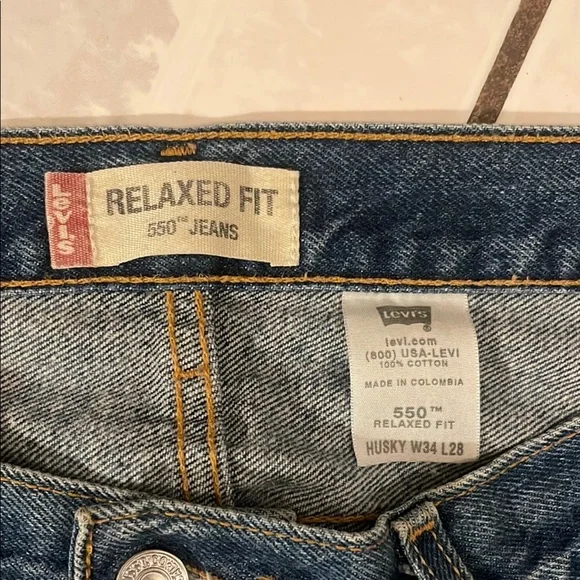 Levi's
RELAXED FIT
550™ JEANS
Levi's
®
levi.com
(800) USA-LEVI
100% COTTON
MADE IN COLOMBIA
550™
RELAXED FIT
HUSKY W34 L28